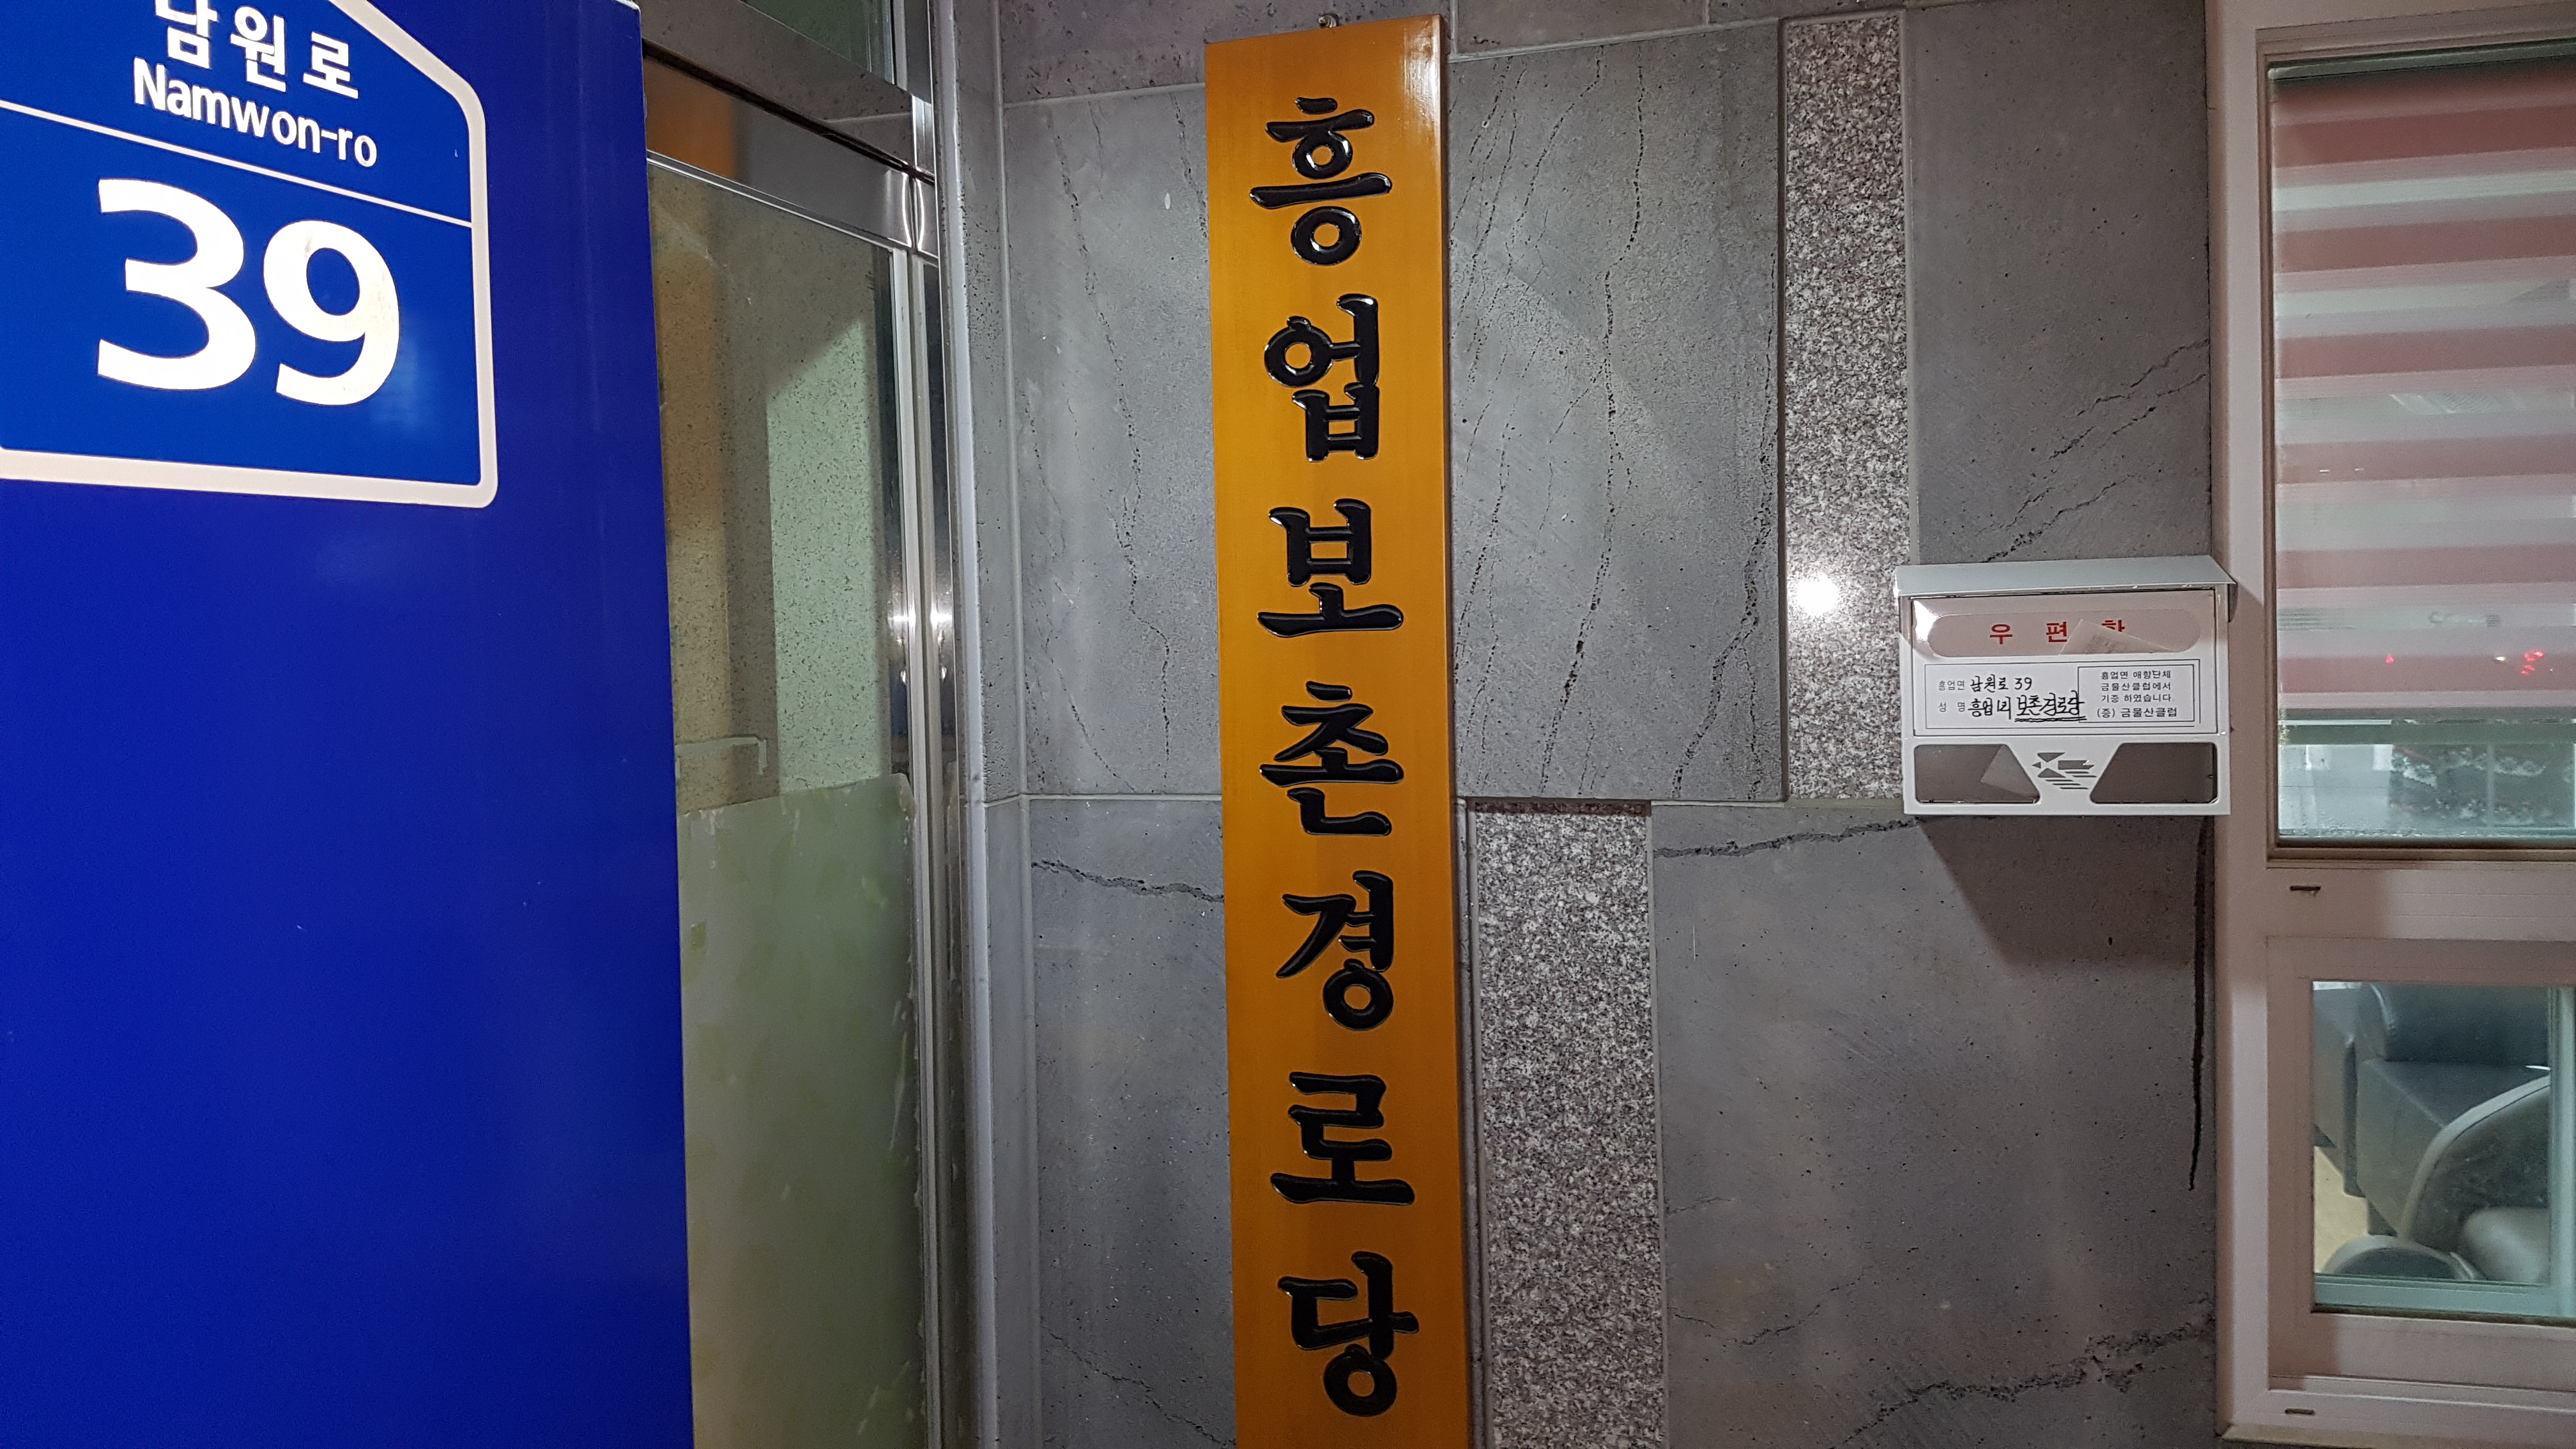 남원로
Namwon-ro
39
흥업보촌경로당
우편함
흥업면 남원로 39
성 명 흥업1리 보촌경로당
흥업면 애향단체
금물산클럽에서
기증 하였습니다.
(증) 금물산클럽